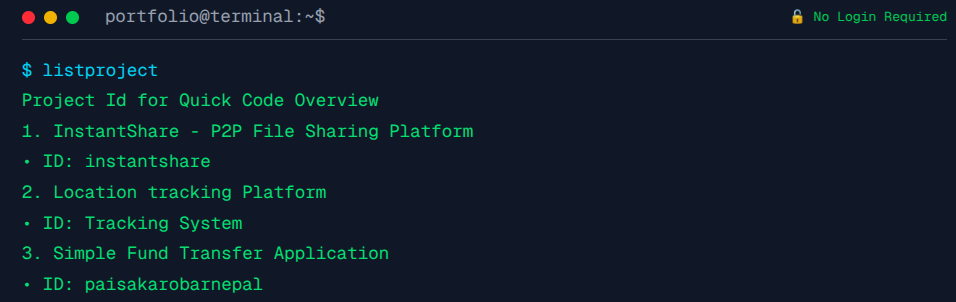 portfolio@terminal:~$
No Login Required
$ listproject
Project Id for Quick Code Overview
1. InstantShare - P2P File Sharing Platform
• ID: instantshare
2. Location tracking Platform
• ID: Tracking System
3. Simple Fund Transfer Application
• ID: paisakarobarnepal